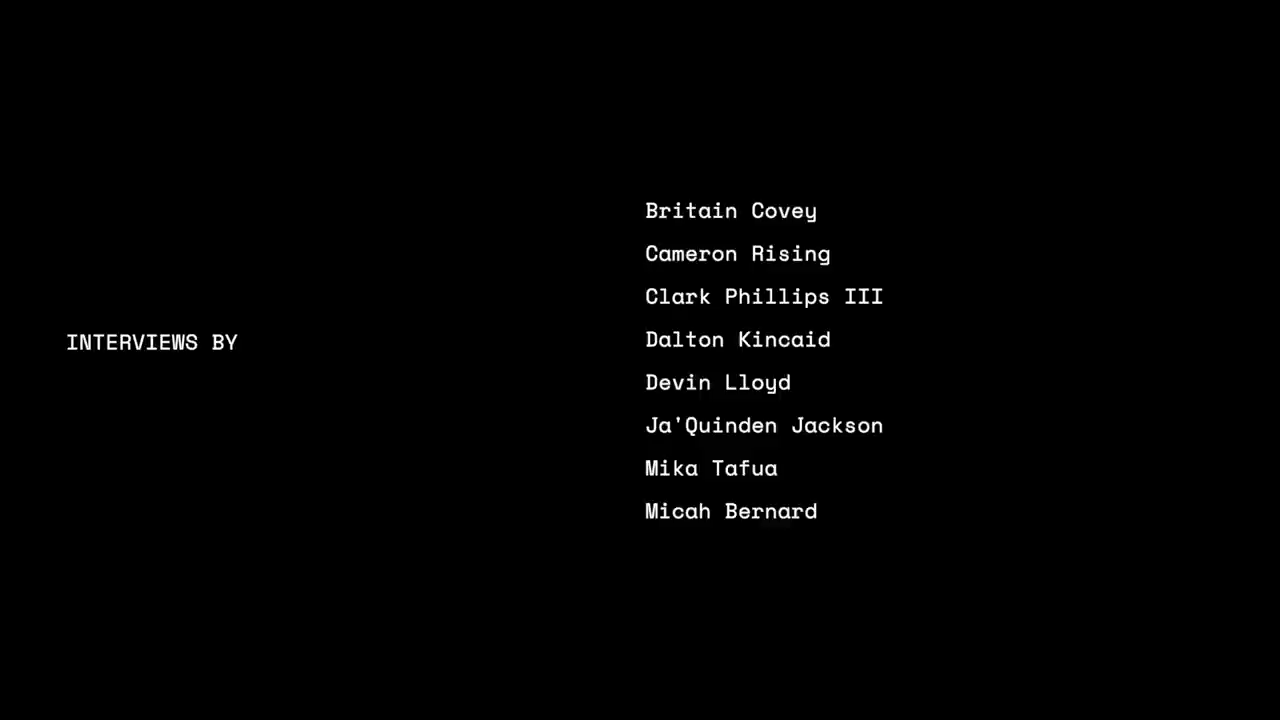 INTERVIEWS BY
Britain Covey
Cameron Rising
Clark Phillips III
Dalton Kincaid
Devin Lloyd
Ja'Quinden Jackson
Mika Tafua
Micah Bernard